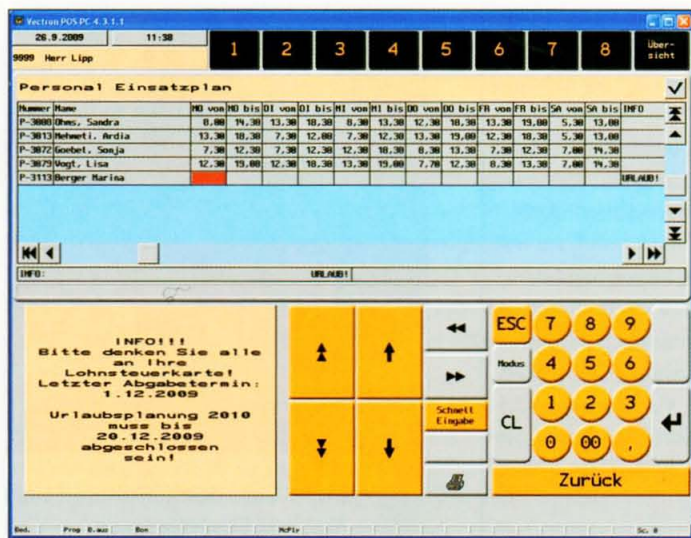 Vectron POS PC 4.3.1.1
26.9.2009 11:38
9999 Herr Lipp
1 2 3 4 5 6 7 8 Über-
sicht
Personal Einsatzplan
Nummer Name MO von MO bis DI von DI bis MI von MI bis DO von DO bis FR von FR bis SA von SA bis INFO
P-3000 Ohms, Sandra 8,00 14,30 13,30 18,30 8,30 13,30 12,30 18,30 13,30 19,00 5,30 13,00
P-3013 Mehmeti, Ardia 13,30 18,30 7,30 12,00 7,30 12,30 13,30 19,00 12,30 18,30 5,30 13,00
P-3072 Goebel, Sonja 7,30 12,30 7,30 12,30 12,30 18,30 8,30 13,30 7,30 12,30 7,00 14,30
P-3079 Vogt, Lisa 12,30 19,00 12,30 18,30 13,30 19,00 7,70 12,30 8,30 13,30 7,00 14,30
P-3113 Berger Marina URLAUB!
INFO: URLAUB!
INFO!!!
Bitte denken Sie alle
an Ihre
Lohnsteuerkarte!
Letzter Abgabetermin:
1.12.2009
Urlaubsplanung 2010
muss bis
20.12.2009
abgeschlossen
sein!
Schnell
Eingabe
ESC 7 8 9
Modus 4 5 6
CL 1 2 3
0 00 ,
Zurück
Bed. Prog B.aus Bon McPly Sc. 0